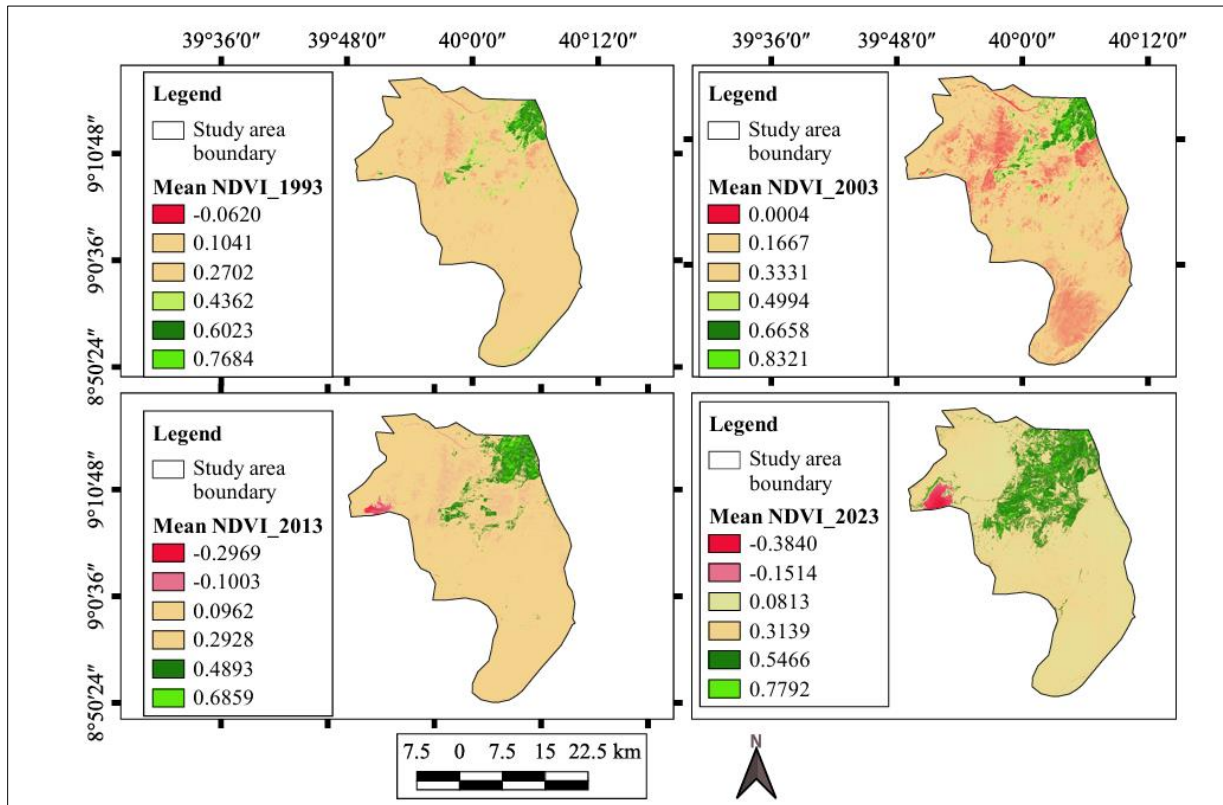 39°36′0″ 39°48′0″ 40°0′0″ 40°12′0″
39°36′0″ 39°48′0″ 40°0′0″ 40°12′0″
9°10′48″
9°0′36″
8°50′24″
Legend
Study area
boundary
Mean NDVI_1993
-0.0620
0.1041
0.2702
0.4362
0.6023
0.7684
Legend
Study area
boundary
Mean NDVI_2003
0.0004
0.1667
0.3331
0.4994
0.6658
0.8321
9°10′48″
9°0′36″
8°50′24″
Legend
Study area
boundary
Mean NDVI_2013
-0.2969
-0.1003
0.0962
0.2928
0.4893
0.6859
Legend
Study area
boundary
Mean NDVI_2023
-0.3840
-0.1514
0.0813
0.3139
0.5466
0.7792
7.5 0 7.5 15 22.5 km
N